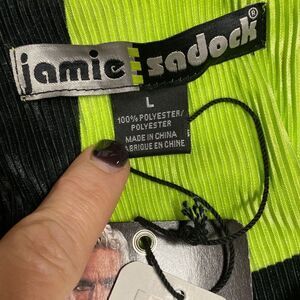 jamie sadock®
L
100% POLYESTER/
POLYESTER
MADE IN CHINA
FABRIQUE EN CHINE